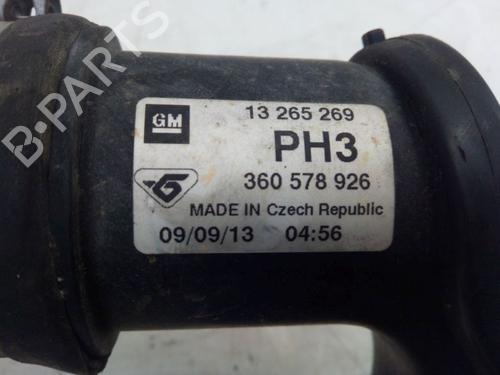 GM
13 265 269
PH3
360 578 926
MADE IN Czech Republic
09/09/13 04:56
B-PARTS